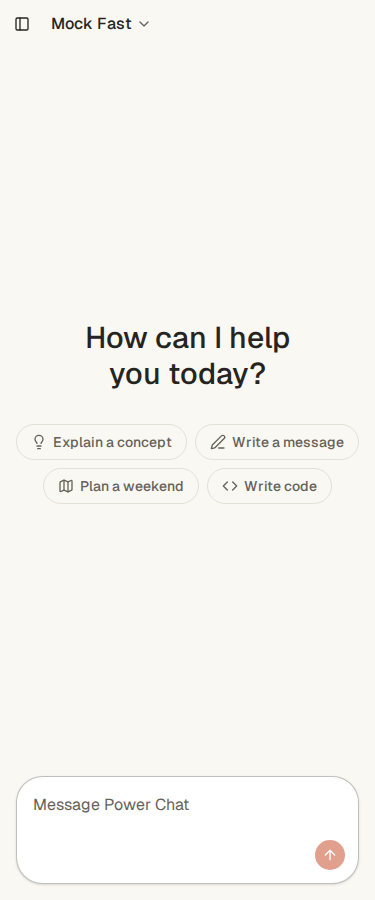 Mock Fast
How can I help
you today?
Explain a concept
Write a message
Plan a weekend
Write code
Message Power Chat